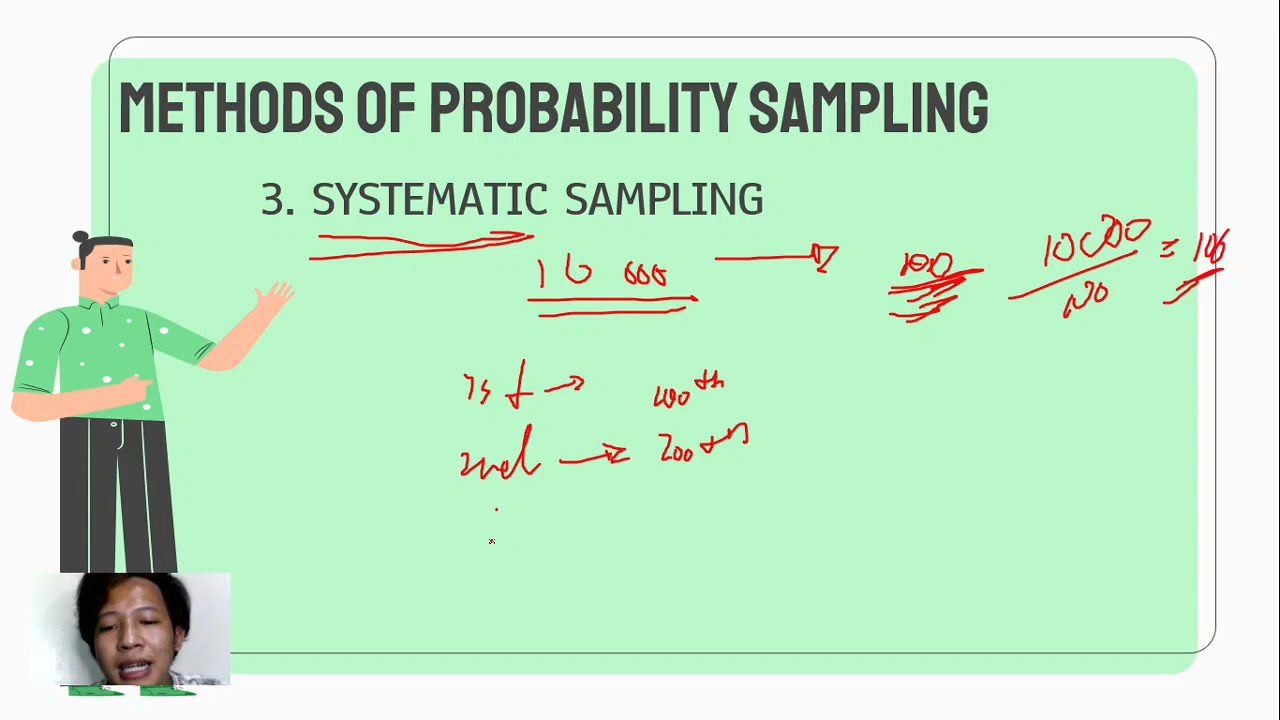 METHODS OF PROBABILITY SAMPLING
3. SYSTEMATIC SAMPLING
10 000 → 100
10000 / 100 = 100
1st → 100th
2nd → 200th